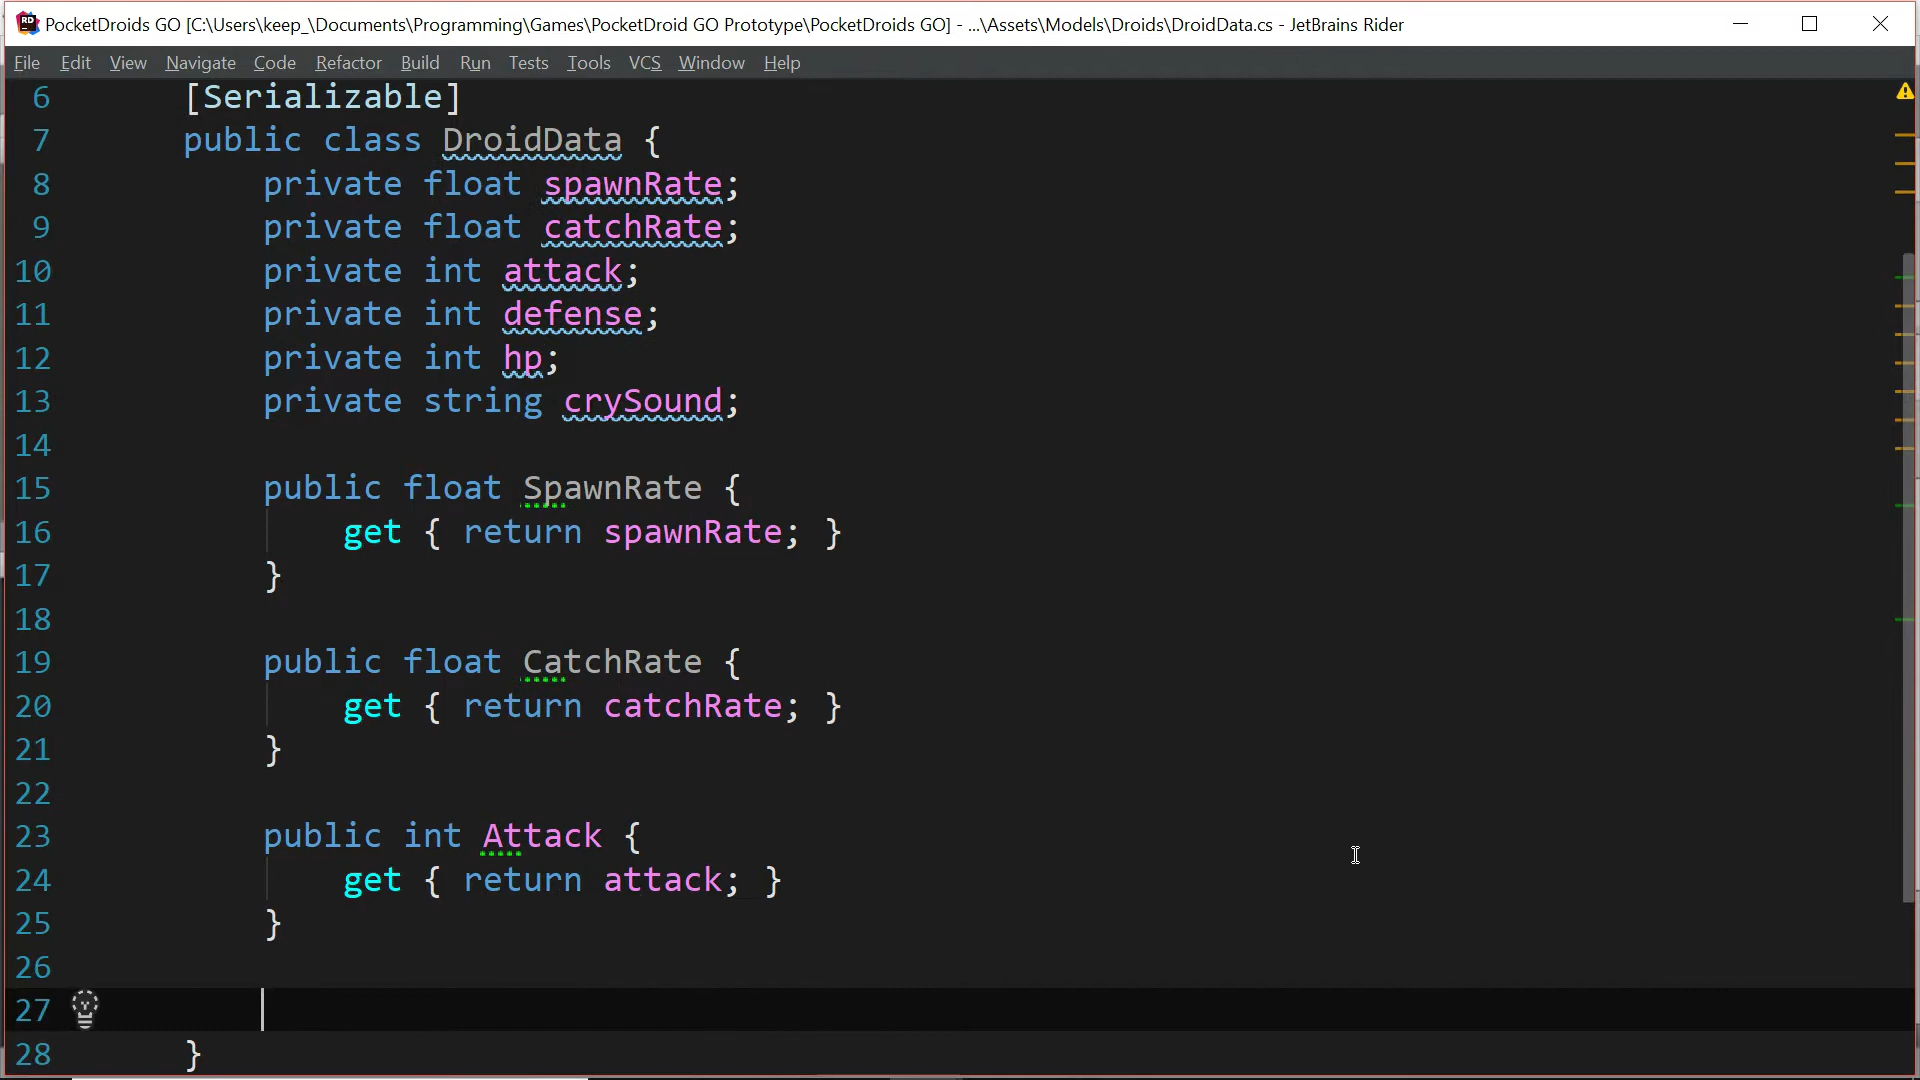 PocketDroids GO [C:\Users\keep_\Documents\Programming\Games\PocketDroid GO Prototype\PocketDroids GO] - ...\Assets\Models\Droids\DroidData.cs - JetBrains Rider
File Edit View Navigate Code Refactor Build Run Tests Tools VCS Window Help
6 [Serializable]
7 public class DroidData {
8 private float spawnRate;
9 private float catchRate;
10 private int attack;
11 private int defense;
12 private int hp;
13 private string crySound;
14
15 public float SpawnRate {
16 get { return spawnRate; }
17 }
18
19 public float CatchRate {
20 get { return catchRate; }
21 }
22
23 public int Attack {
24 get { return attack; }
25 }
26
27
28 }